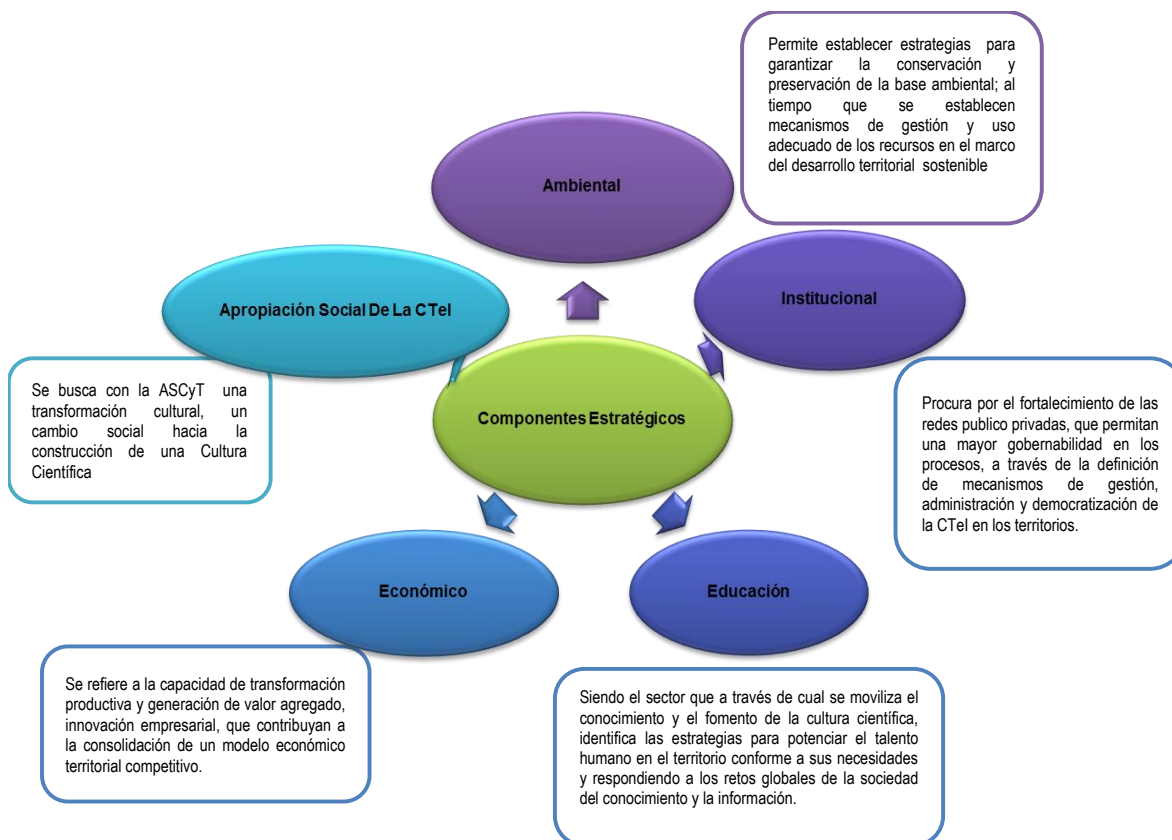 Permite establecer estrategias para
garantizar la conservación y
preservación de la base ambiental; al
tiempo que se establecen
mecanismos de gestión y uso
adecuado de los recursos en el marco
del desarrollo territorial sostenible
Ambiental
Apropiación Social De La CTeI
Institucional
Componentes Estratégicos
Se busca con la ASCyT una
transformación cultural, un
cambio social hacia la
construcción de una Cultura
Científica
Procura por el fortalecimiento de las
redes publico privadas, que permitan
una mayor gobernabilidad en los
procesos, a través de la definición
de mecanismos de gestión,
administración y democratización de
la CTeI en los territorios.
Económico
Educación
Se refiere a la capacidad de transformación
productiva y generación de valor agregado,
innovación empresarial, que contribuyan a
la consolidación de un modelo económico
territorial competitivo.
Siendo el sector que a través de cual se moviliza el
conocimiento y el fomento de la cultura científica,
identifica las estrategias para potenciar el talento
humano en el territorio conforme a sus necesidades
y respondiendo a los retos globales de la sociedad
del conocimiento y la información.